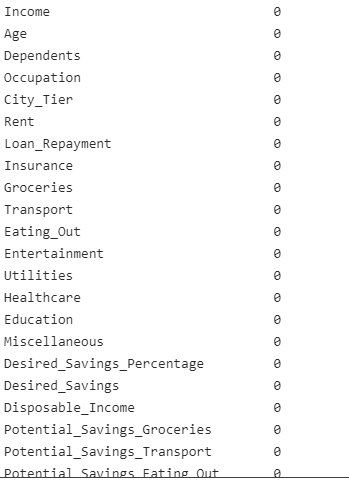 Income 0
Age 0
Dependents 0
Occupation 0
City_Tier 0
Rent 0
Loan_Repayment 0
Insurance 0
Groceries 0
Transport 0
Eating_Out 0
Entertainment 0
Utilities 0
Healthcare 0
Education 0
Miscellaneous 0
Desired_Savings_Percentage 0
Desired_Savings 0
Disposable_Income 0
Potential_Savings_Groceries 0
Potential_Savings_Transport 0
Potential_Savings_Eating_Out 0